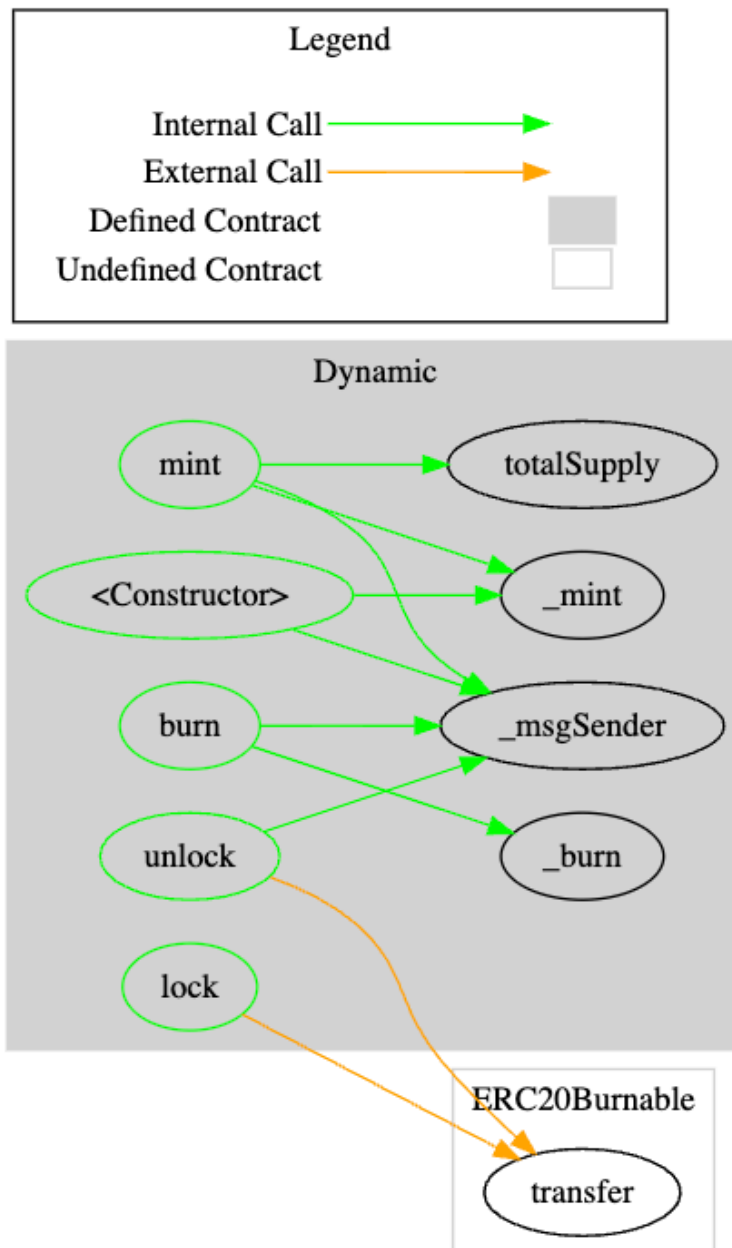 Legend
Internal Call
External Call
Defined Contract
Undefined Contract
Dynamic
mint
totalSupply
<Constructor>
_mint
burn
_msgSender
unlock
_burn
lock
ERC20Burnable
transfer